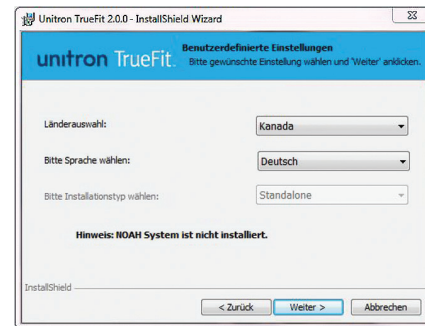 Unitron TrueFit 2.0.0 - InstallShield Wizard
unitron TrueFit.
Benutzerdefinierte Einstellungen
Bitte gewünschte Einstellung wählen und 'Weiter' anklicken.
Länderauswahl:
Kanada
Bitte Sprache wählen:
Deutsch
Bitte Installationstyp wählen:
Standalone
Hinweis: NOAH System ist nicht installiert.
InstallShield
< Zurück
Weiter >
Abbrechen